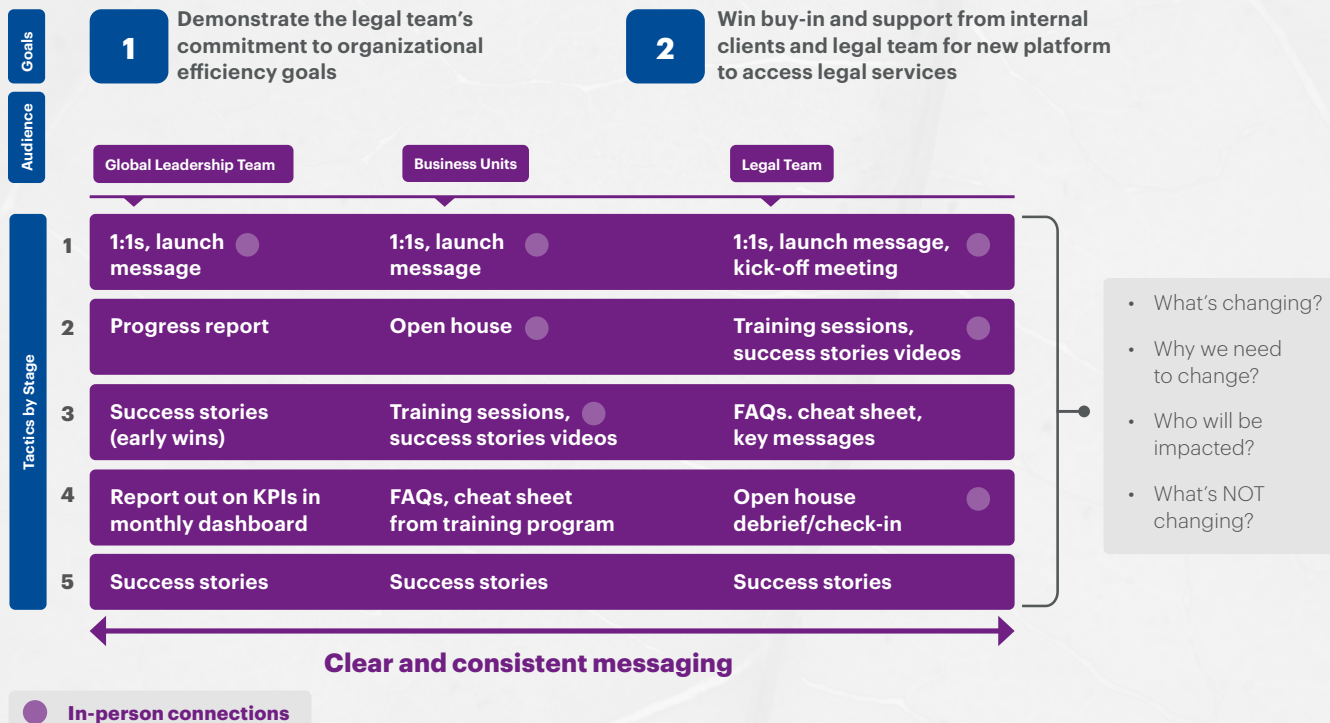 Goals
1
Demonstrate the legal team’s
commitment to organizational
efficiency goals
2
Win buy-in and support from internal
clients and legal team for new platform
to access legal services
Audience
Global Leadership Team
Business Units
Legal Team
Tactics by Stage
1
1:1s, launch
message
1:1s, launch
message
1:1s, launch message,
kick-off meeting
2
Progress report
Open house
Training sessions,
success stories videos
3
Success stories
(early wins)
Training sessions,
success stories videos
FAQs. cheat sheet,
key messages
4
Report out on KPIs in
monthly dashboard
FAQs, cheat sheet
from training program
Open house
debrief/check-in
5
Success stories
Success stories
Success stories
• What’s changing?
• Why we need
to change?
• Who will be
impacted?
• What’s NOT
changing?
Clear and consistent messaging
In-person connections